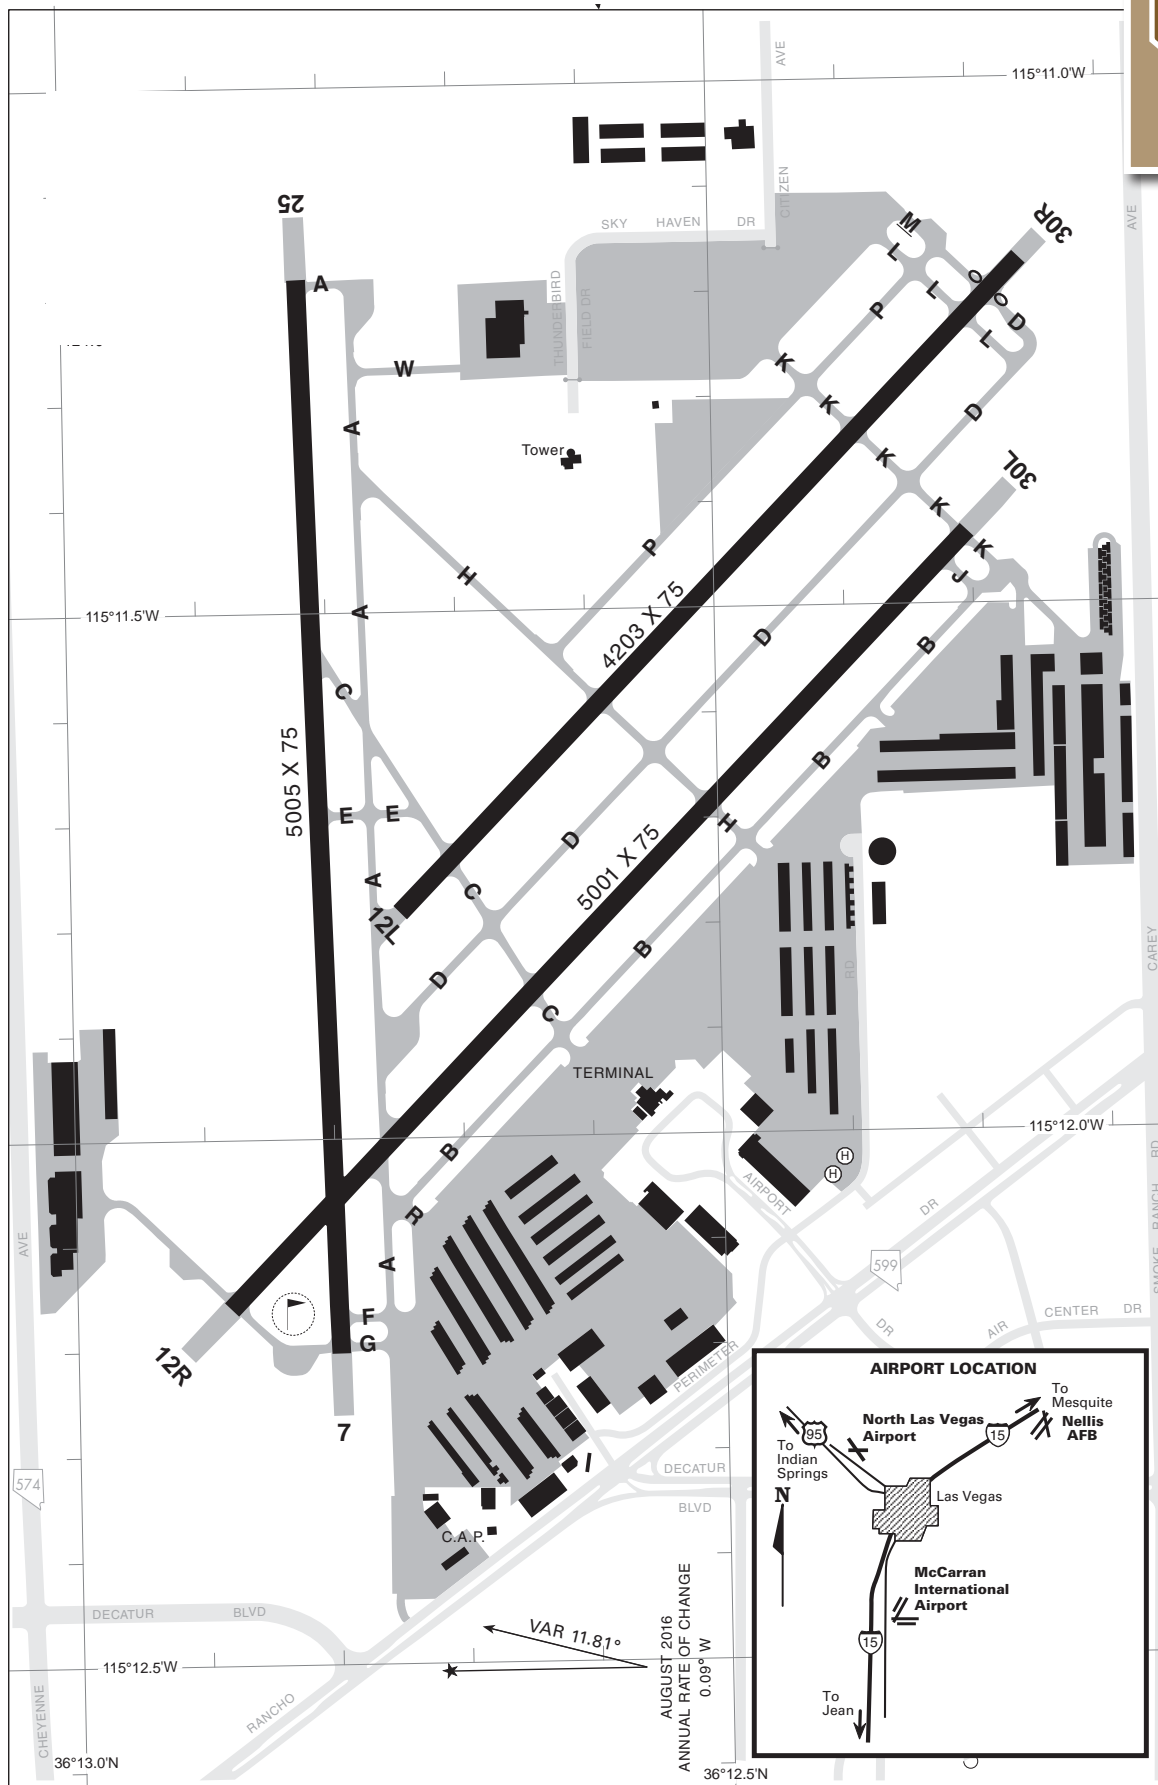 AVE
115°11.0'W
CITIZEN
AVE
25
SKY HAVEN DR
M
30R
L
O
A
THUNDERBIRD
FIELD DR
L
O
P
D
L
W
K
K
D
A
Tower
K
30L
K
P
K
H
J
115°11.5'W
A
4203 X 75
D
B
C
5005 X 75
B
E
E
H
D
5001 X 75
A
C
12L
B
CAREY
D
RD
C
TERMINAL
115°12.0'W
B
H
H
RD
AIRPORT
R
DR
RANCH
AVE
A
599
SMOKE
F
CENTER DR
G
DR
AIR
12R
PERIMETER
7
AIRPORT LOCATION
To
Mesquite
North Las Vegas
Airport
Nellis
AFB
95
15
To
Indian
Springs
N
Las Vegas
574
DECATUR
BLVD
C.A.P.
McCarran
International
Airport
15
To
Jean
DECATUR BLVD
VAR 11.81°
AUGUST 2016
ANNUAL RATE OF CHANGE
0.09° W
115°12.5'W
RANCHO
CHEYENNE
36°13.0'N
36°12.5'N